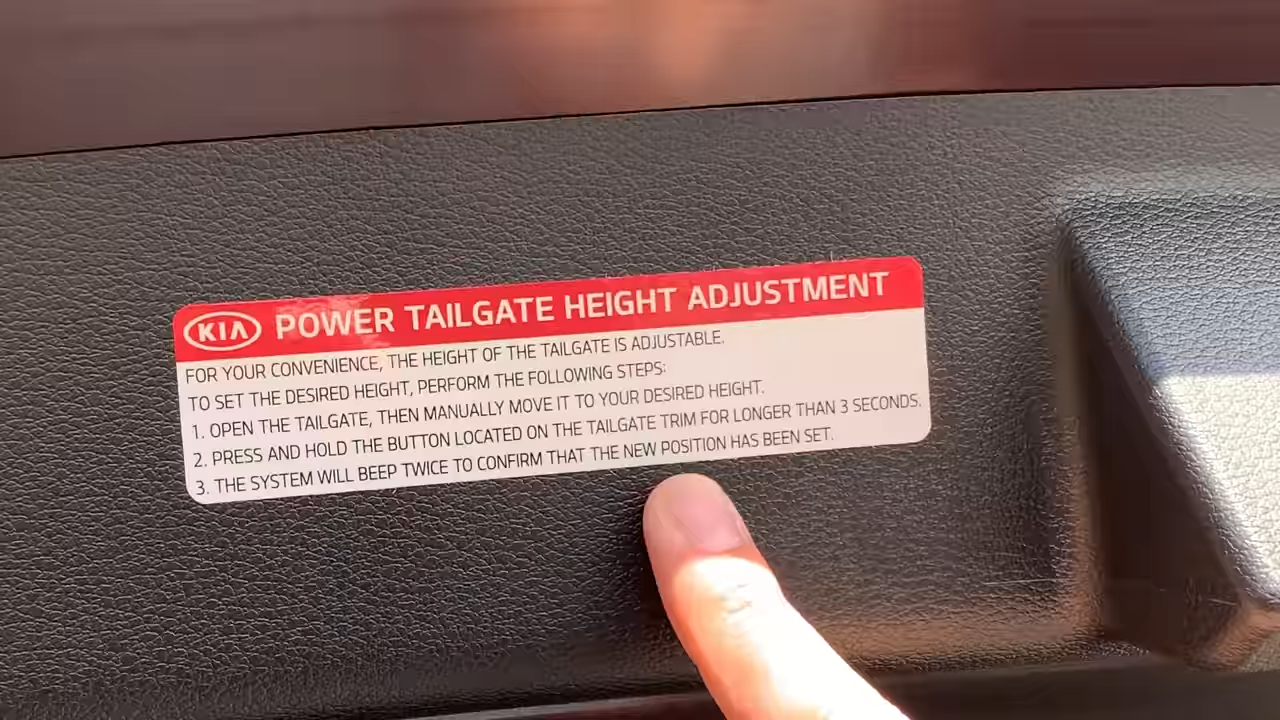 KIA POWER TAILGATE HEIGHT ADJUSTMENT
FOR YOUR CONVENIENCE, THE HEIGHT OF THE TAILGATE IS ADJUSTABLE.
TO SET THE DESIRED HEIGHT, PERFORM THE FOLLOWING STEPS:
1. OPEN THE TAILGATE, THEN MANUALLY MOVE IT TO YOUR DESIRED HEIGHT.
2. PRESS AND HOLD THE BUTTON LOCATED ON THE TAILGATE TRIM FOR LONGER THAN 3 SECONDS.
3. THE SYSTEM WILL BEEP TWICE TO CONFIRM THAT THE NEW POSITION HAS BEEN SET.